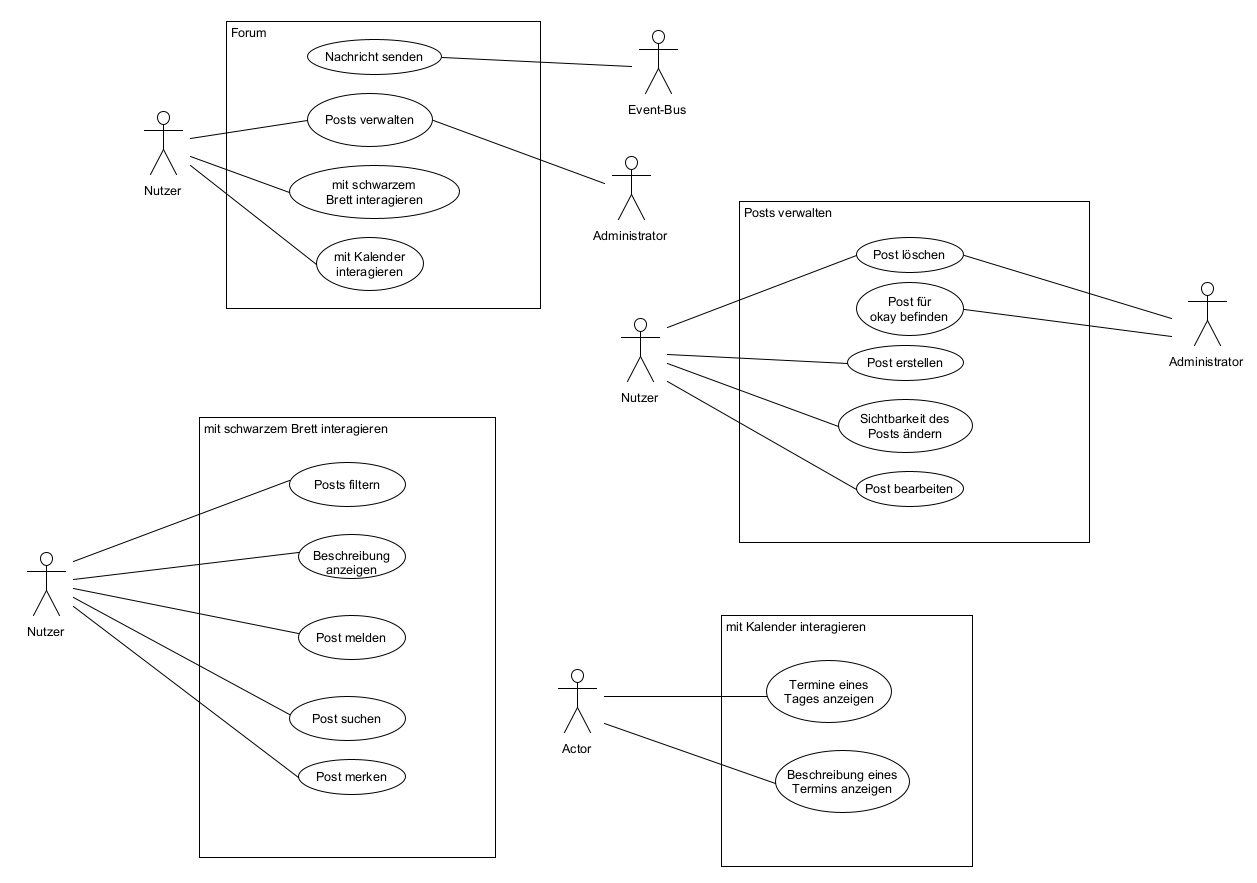 Forum
Nachricht senden
Event-Bus
Posts verwalten
Nutzer
mit schwarzem
Brett interagieren
Administrator
mit Kalender
interagieren
Posts verwalten
Post löschen
Post für
okay befinden
Administrator
Post erstellen
Nutzer
Sichtbarkeit des
Posts ändern
Post bearbeiten
mit schwarzem Brett interagieren
Posts filtern
Beschreibung
anzeigen
Nutzer
Post melden
Post suchen
Post merken
mit Kalender interagieren
Termine eines
Tages anzeigen
Actor
Beschreibung eines
Termins anzeigen